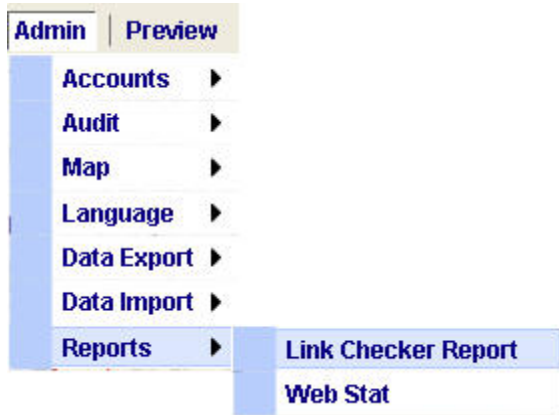 Admin | Preview
Accounts
Audit
Map
Language
Data Export
Data Import
Reports
Link Checker Report
Web Stat